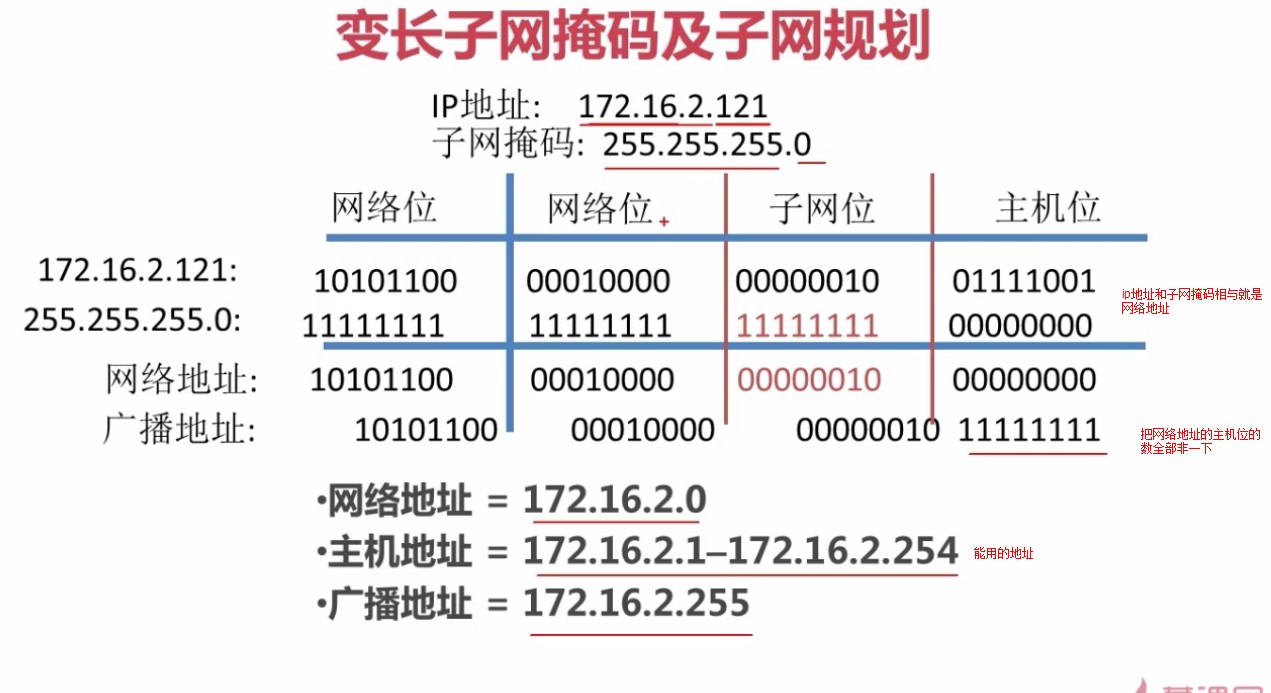 变长子网掩码及子网规划
IP地址: 172.16.2.121
子网掩码: 255.255.255.0
网络位 网络位 子网位 主机位
172.16.2.121: 10101100 00010000 00000010 01111001
ip地址和子网掩码相与就是
网络地址
255.255.255.0: 11111111 11111111 11111111 00000000
网络地址: 10101100 00010000 00000010 00000000
广播地址: 10101100 00010000 00000010 11111111
把网络地址的主机位的
数全部非一下
•网络地址 = 172.16.2.0
•主机地址 = 172.16.2.1–172.16.2.254 能用的地址
•广播地址 = 172.16.2.255